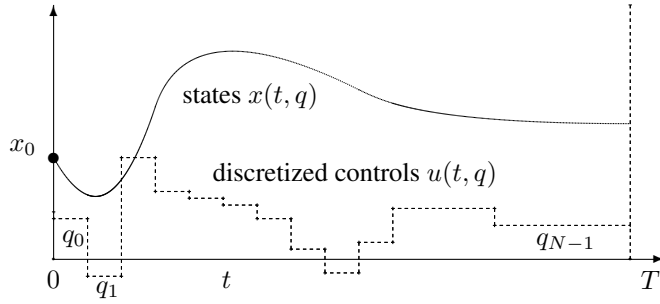 states x(t, q)
x₀
discretized controls u(t, q)
q₀
q_{N−1}
0
q₁
t
T